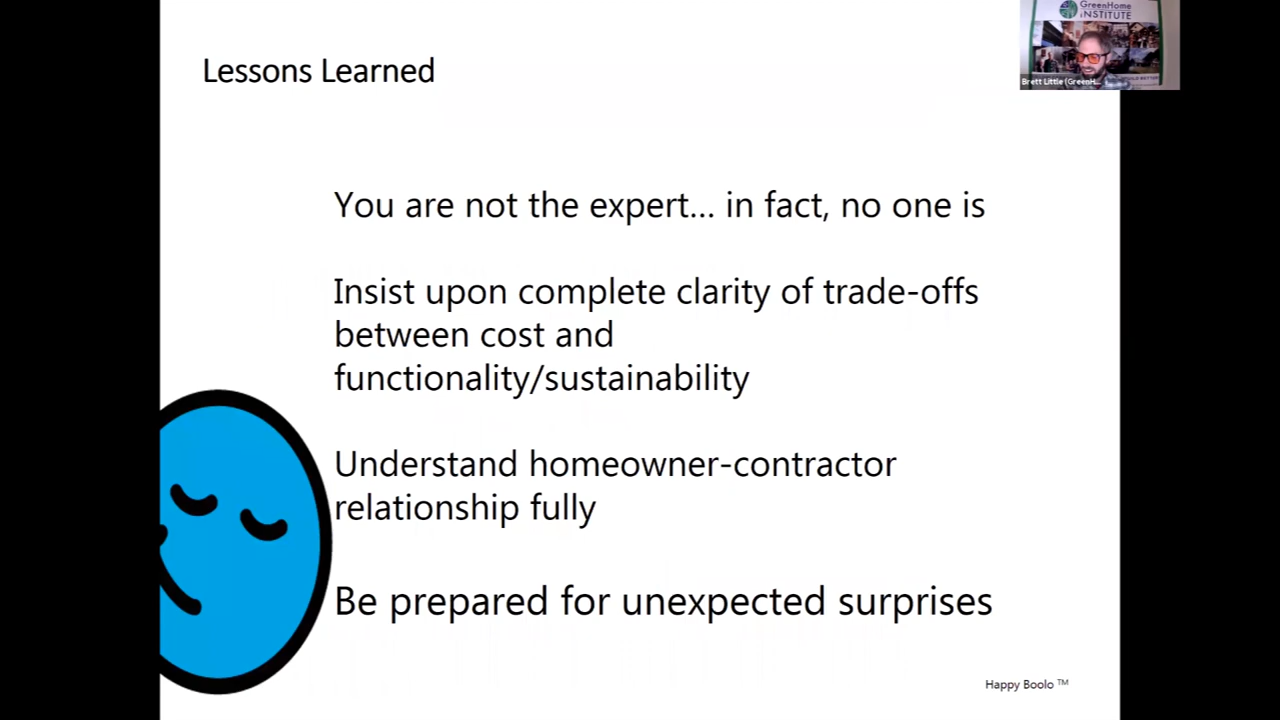 Lessons Learned
GreenHome
INSTITUTE
Brett Little (GreenH...
You are not the expert... in fact, no one is
Insist upon complete clarity of trade-offs
between cost and
functionality/sustainability
Understand homeowner-contractor
relationship fully
Be prepared for unexpected surprises
Happy Boolo ™